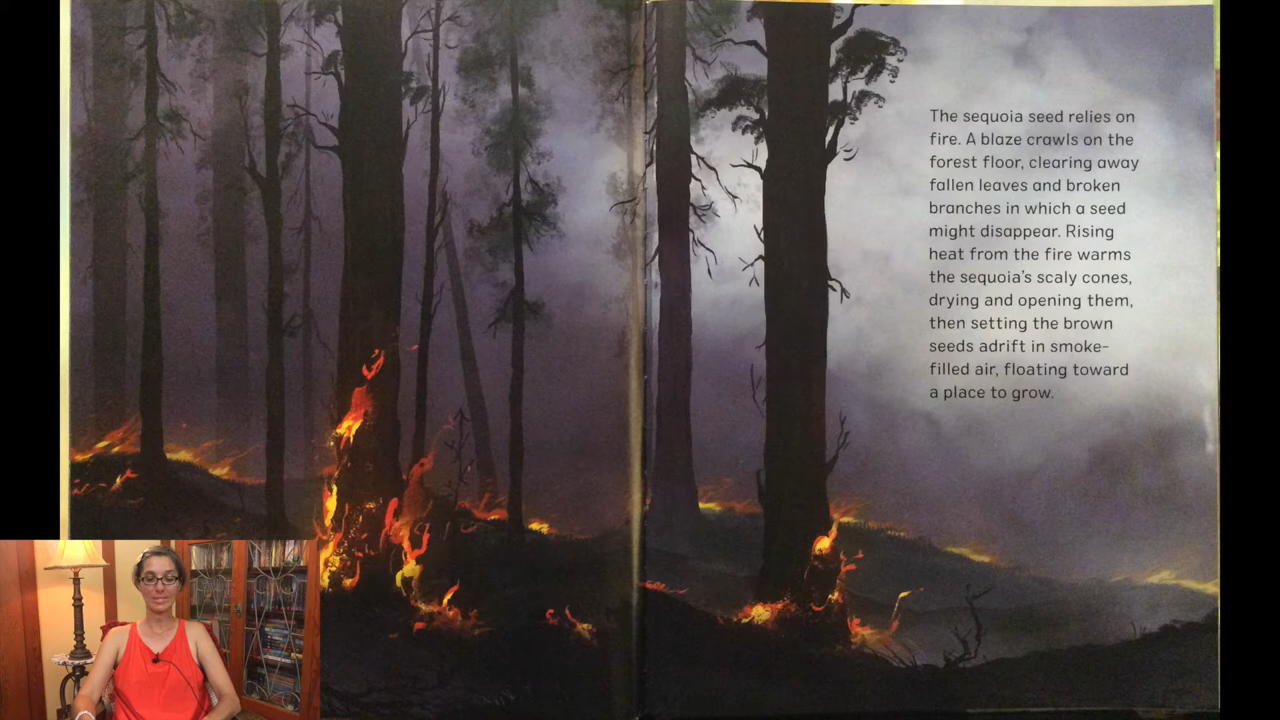 The sequoia seed relies on
fire. A blaze crawls on the
forest floor, clearing away
fallen leaves and broken
branches in which a seed
might disappear. Rising
heat from the fire warms
the sequoia's scaly cones,
drying and opening them,
then setting the brown
seeds adrift in smoke-
filled air, floating toward
a place to grow.